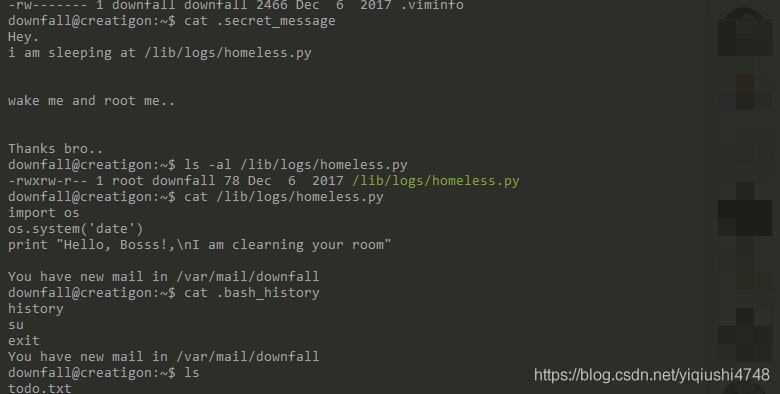 -rw------- 1 downfall downfall 2466 Dec  6  2017 .viminfo
downfall@creatigon:~$ cat .secret_message
Hey.
i am sleeping at /lib/logs/homeless.py
wake me and root me..
Thanks bro..
downfall@creatigon:~$ ls -al /lib/logs/homeless.py
-rwxrw-r-- 1 root downfall 78 Dec  6  2017 /lib/logs/homeless.py
downfall@creatigon:~$ cat /lib/logs/homeless.py
import os
os.system('date')
print "Hello, Bosss!,\nI am clearning your room"
You have new mail in /var/mail/downfall
downfall@creatigon:~$ cat .bash_history
history
su
exit
You have new mail in /var/mail/downfall
downfall@creatigon:~$ ls
todo.txt
https://blog.csdn.net/yiqiushi4748